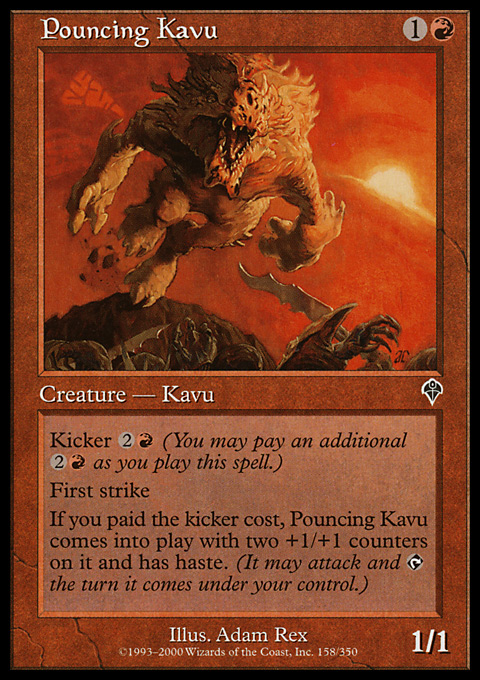 Pouncing Kavu 1
Creature — Kavu
Kicker 2 (You may pay an additional
2 as you play this spell.)
First strike
If you paid the kicker cost, Pouncing Kavu
comes into play with two +1/+1 counters
on it and has haste. (It may attack and
the turn it comes under your control.)
Illus. Adam Rex
©1993–2000 Wizards of the Coast, Inc. 158/350
1/1